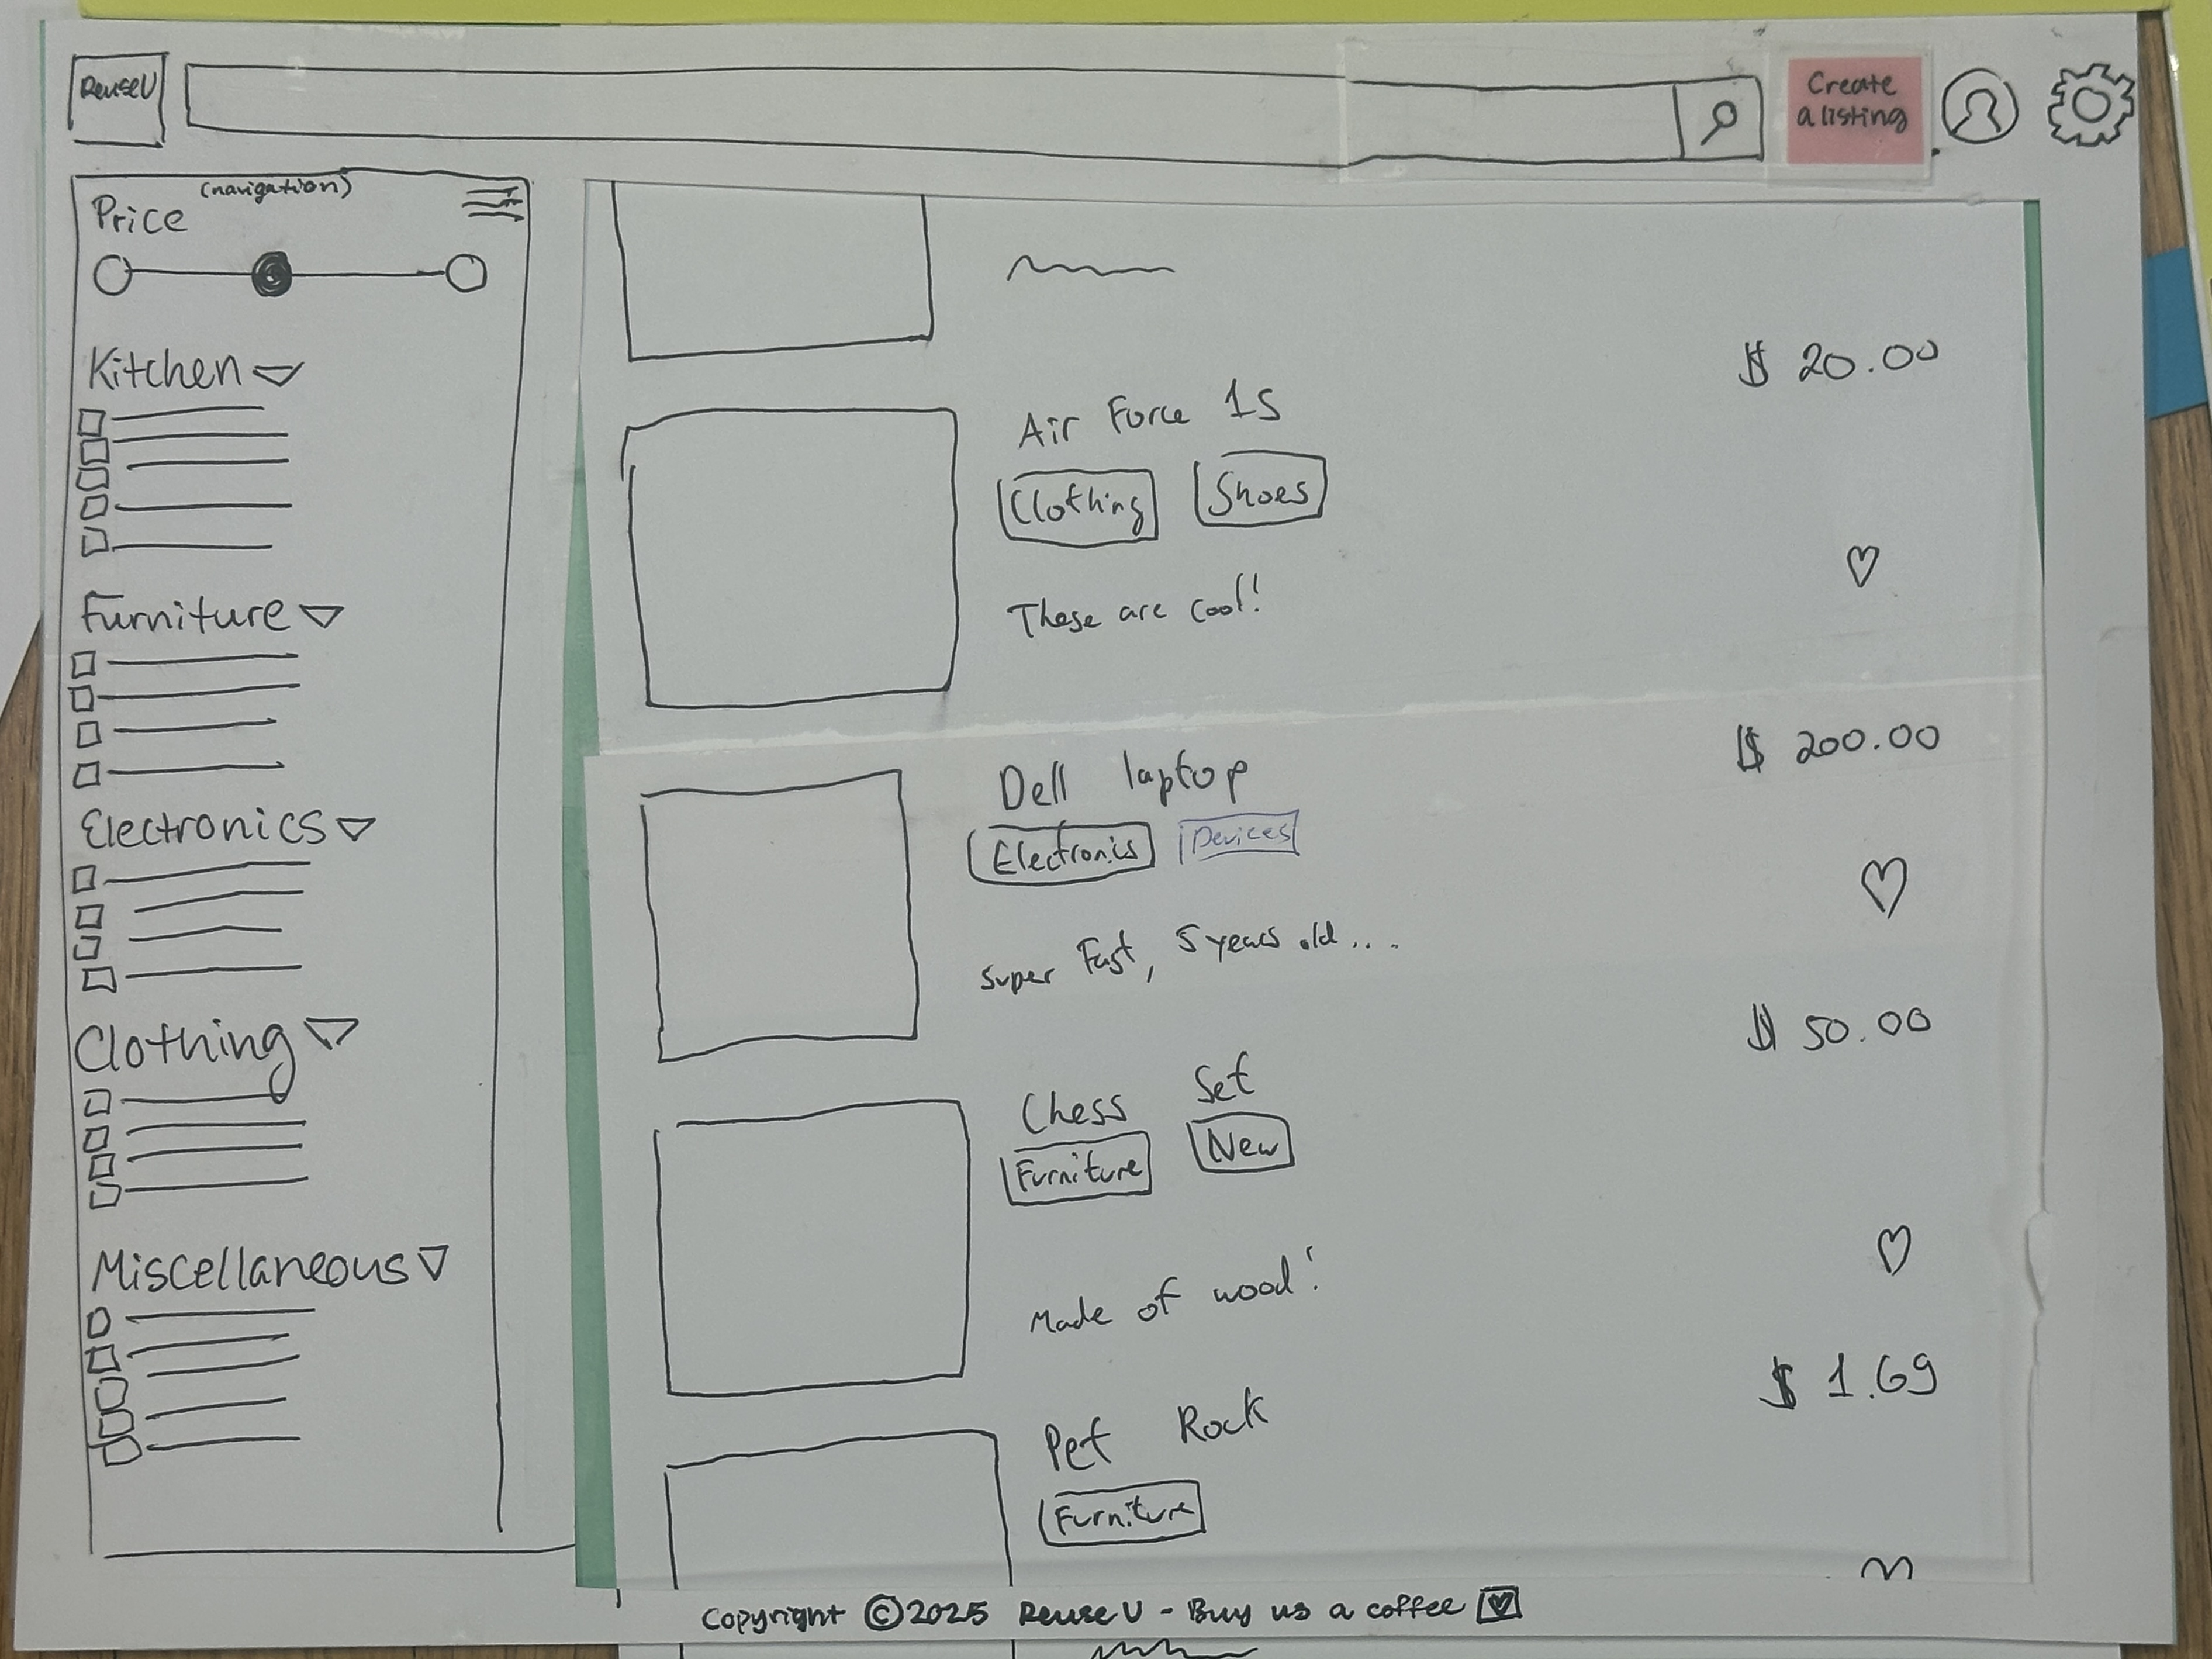 ReuseU
Create
a listing
(navigation)
Price
Kitchen
Furniture
Electronics
Clothing
Miscellaneous
$ 20.00
Air Force 1s
Clothing Shoes
These are cool!
$ 200.00
Dell laptop
Electronics Devices
super Fast, 5 years old....
$ 50.00
Chess Set
Furniture New
Made of wood!
$ 1.69
Pet Rock
Furniture
Copyright ©2025 ReuseU - Buy us a coffee